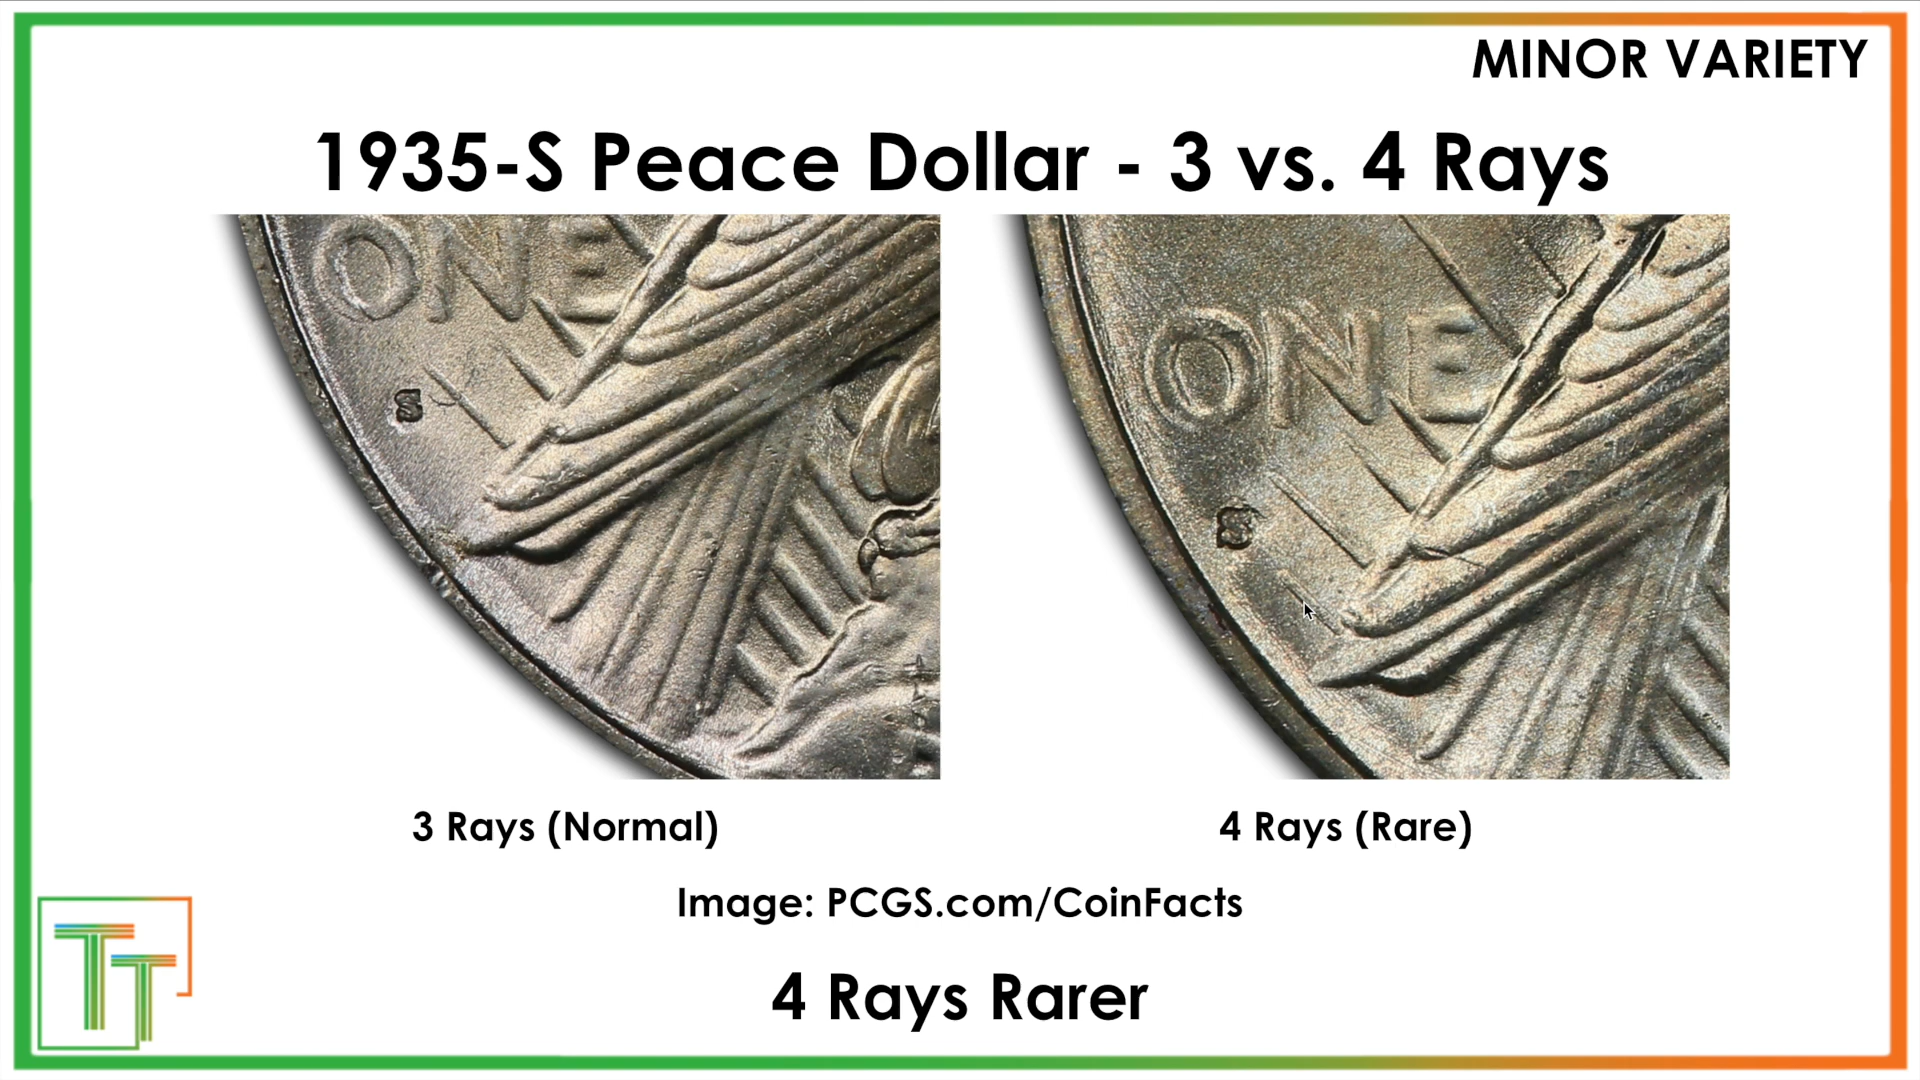 MINOR VARIETY
1935-S Peace Dollar - 3 vs. 4 Rays
ONE
S
ONE
S
3 Rays (Normal)
4 Rays (Rare)
Image: PCGS.com/CoinFacts
4 Rays Rarer
TT